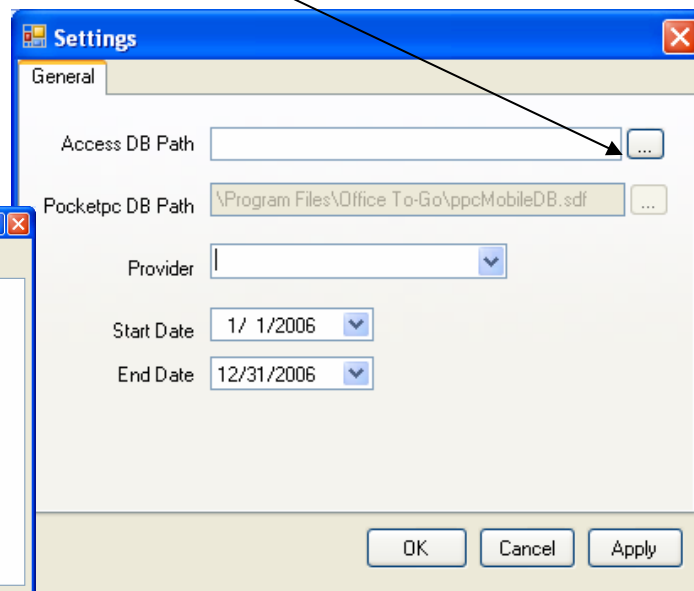 Settings
General
Access DB Path ...
Pocketpc DB Path \Program Files\Office To-Go\ppcMobileDB.sdf ...
Provider
Start Date 1/ 1/2006
End Date 12/31/2006
OK Cancel Apply